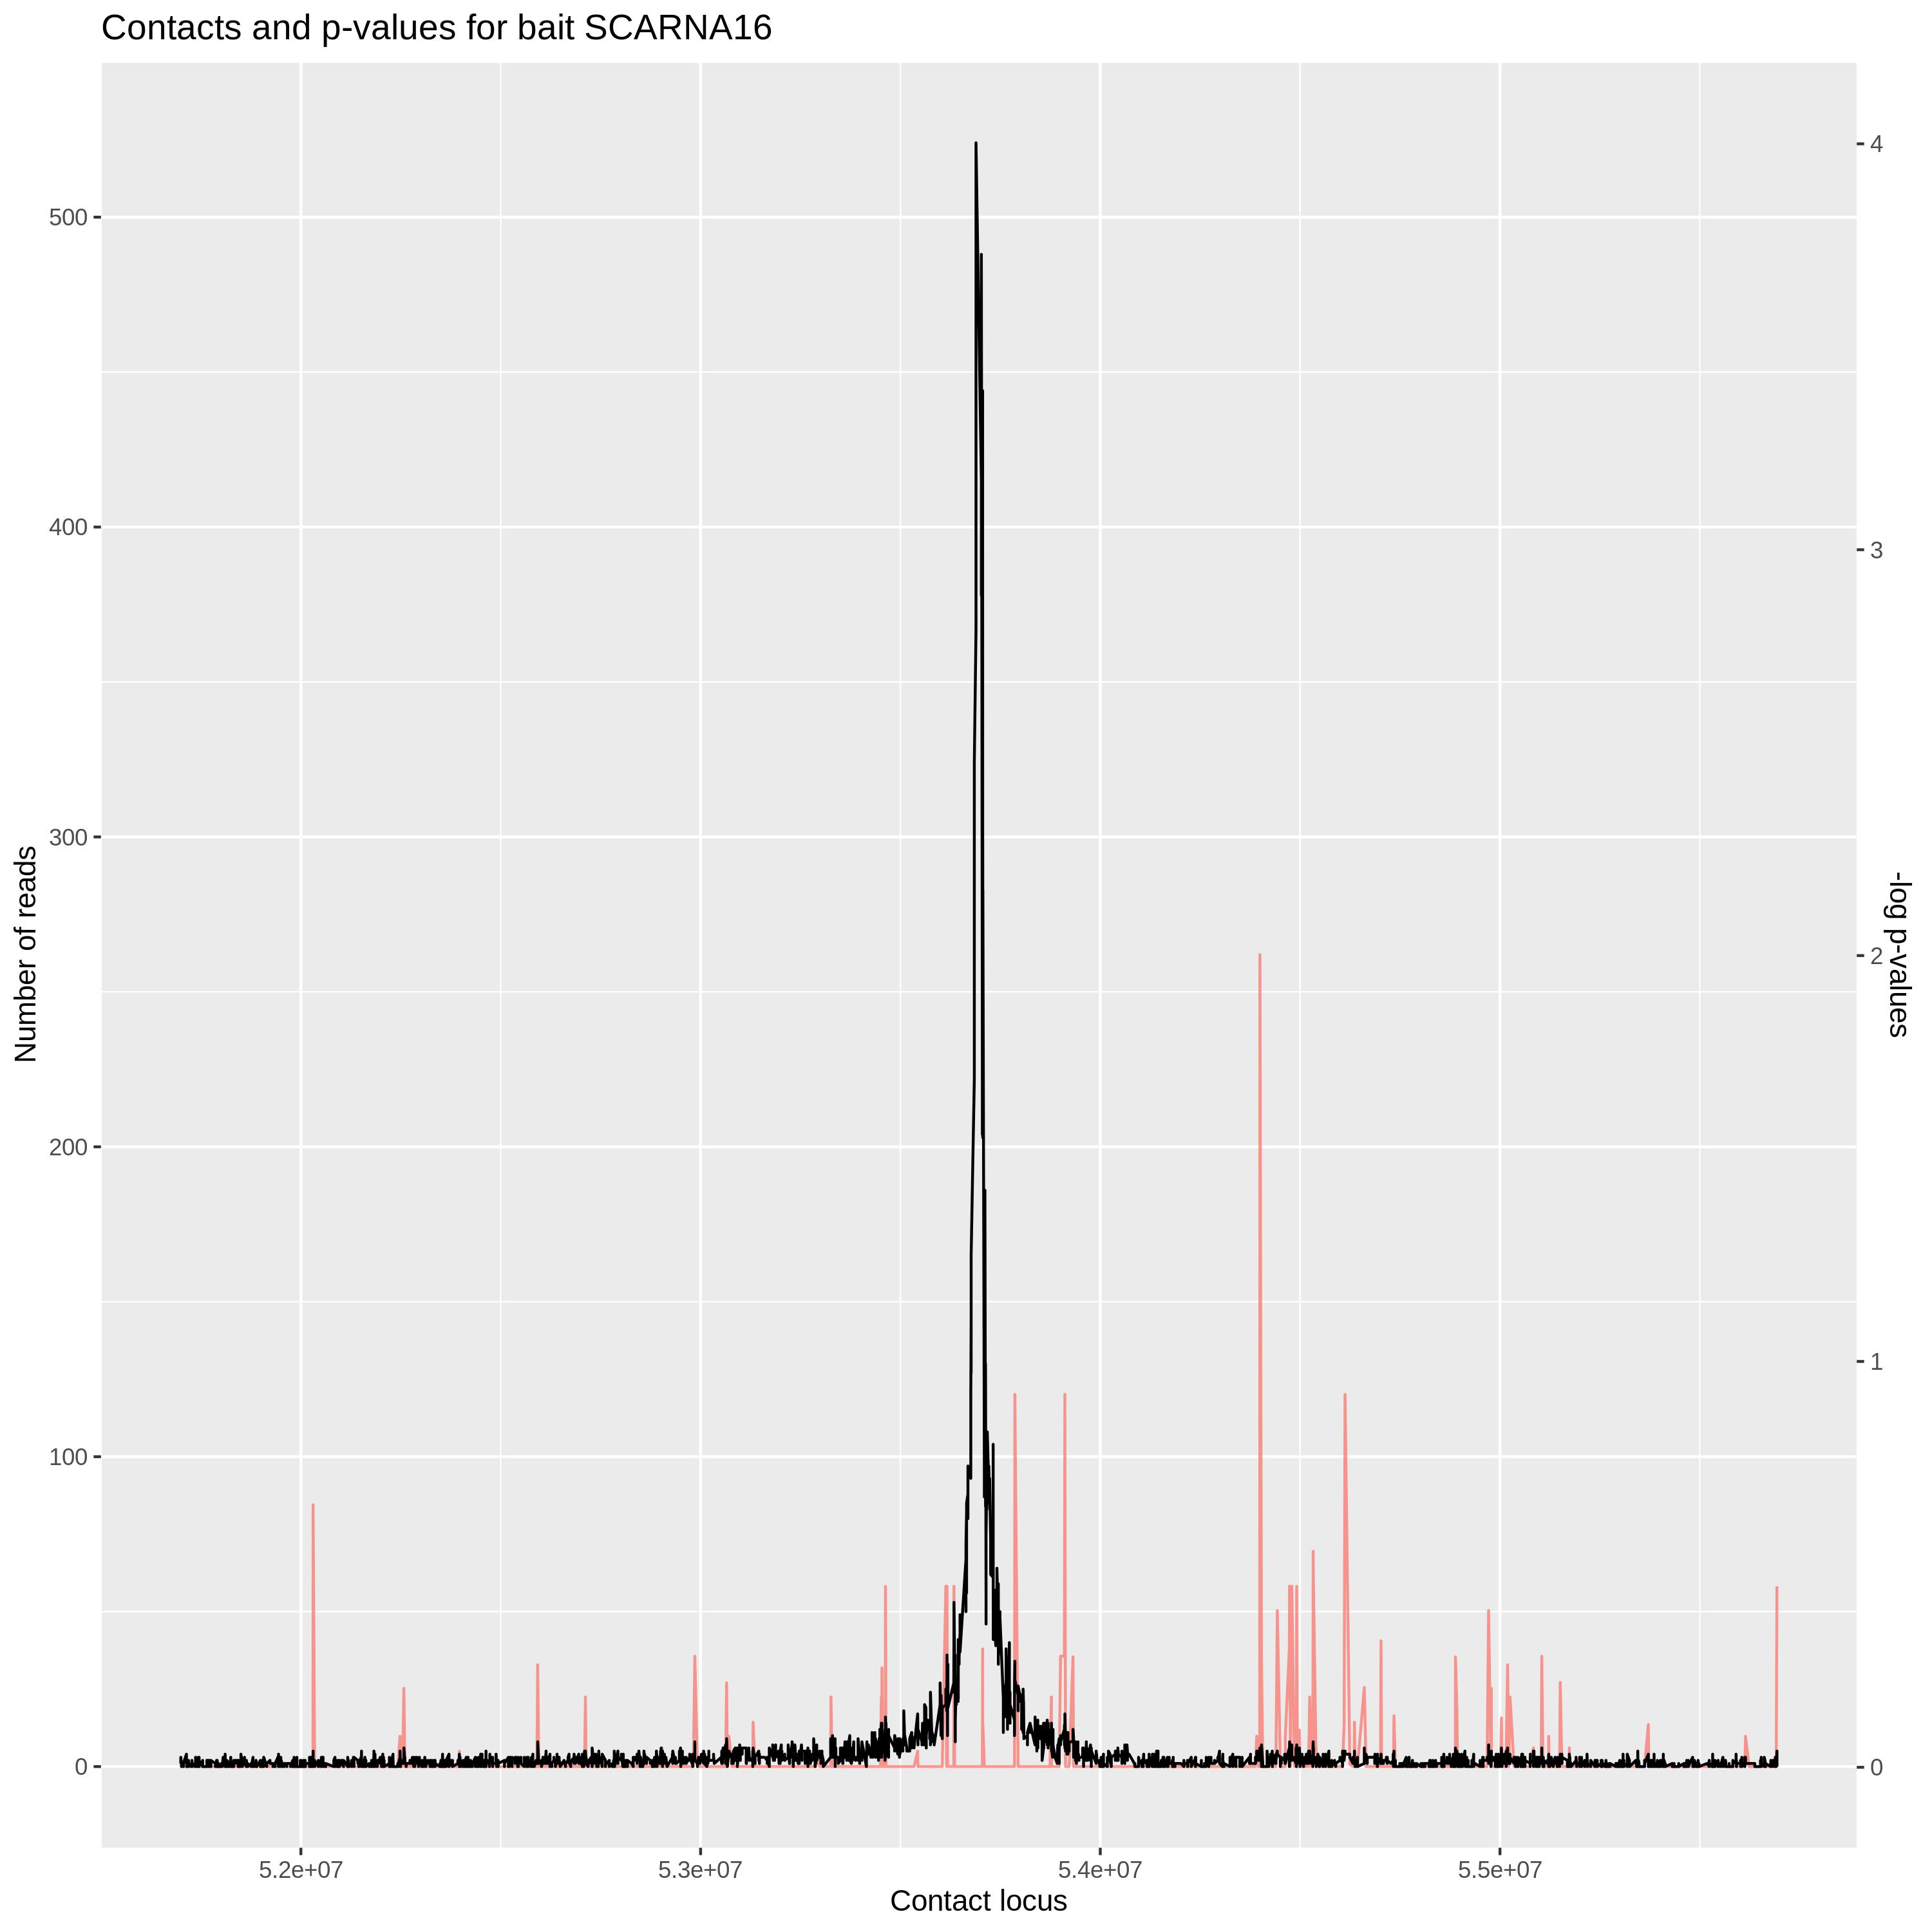 Contacts and p-values for bait SCARNA16
500
400
300
200
100
0
Number of reads
4
3
2
1
0
-log p-values
5.2e+07
5.3e+07
5.4e+07
5.5e+07
Contact locus